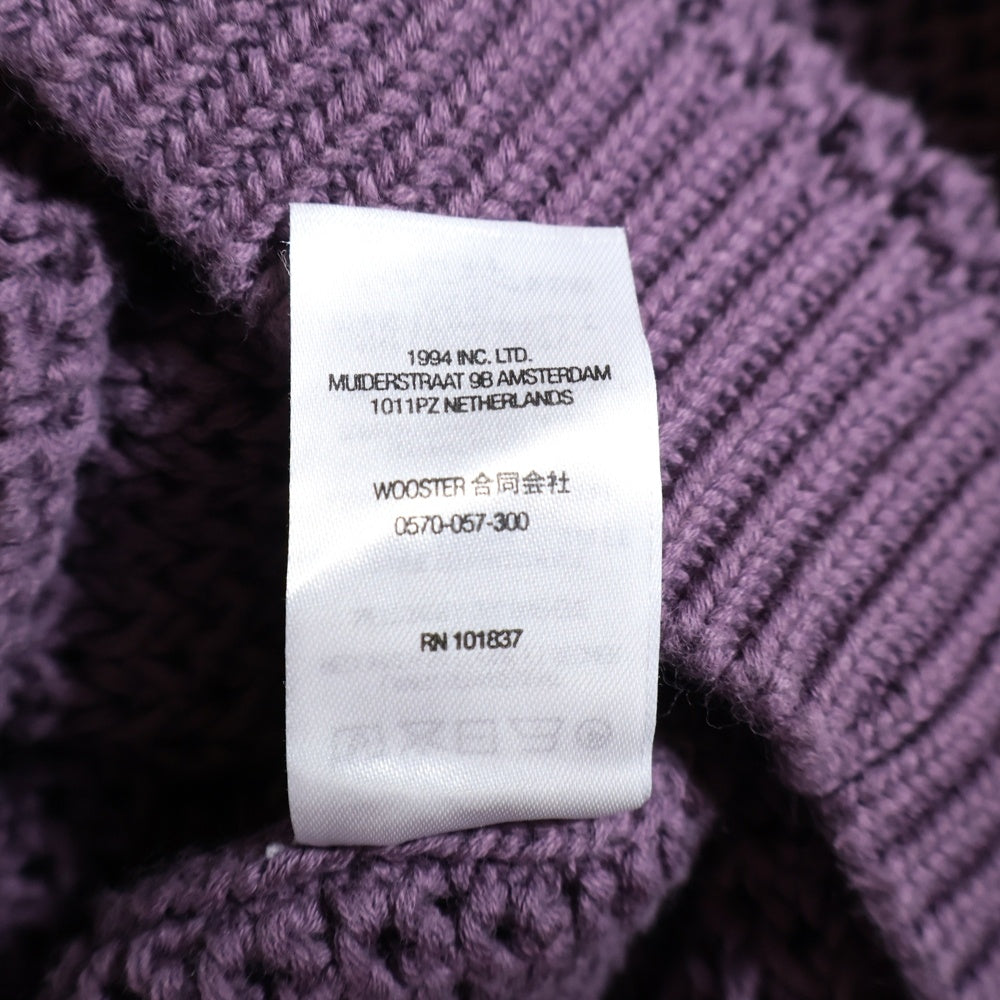 1994 INC. LTD.
MUIDERSTRAAT 9B AMSTERDAM
1011PZ NETHERLANDS
WOOSTER 合同会社
0570-057-300
RN 101837